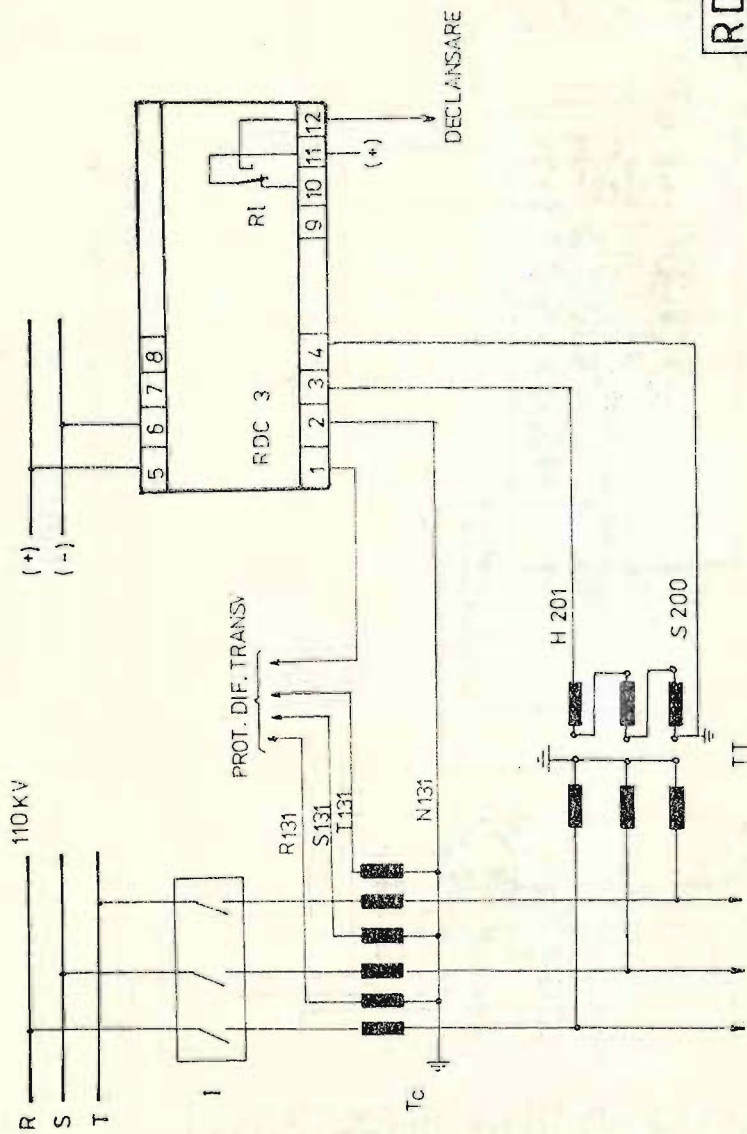 R 110KV
S
T
I
Tc
R131
S131
T131
N131
PROT. DIF. TRANSV
(+)
(-)
5 6 7 8
RDC 3
RI
1 2 3 4 9 10 11 12
(+)
DECLANSARE
H 201
S 200
TT
RD